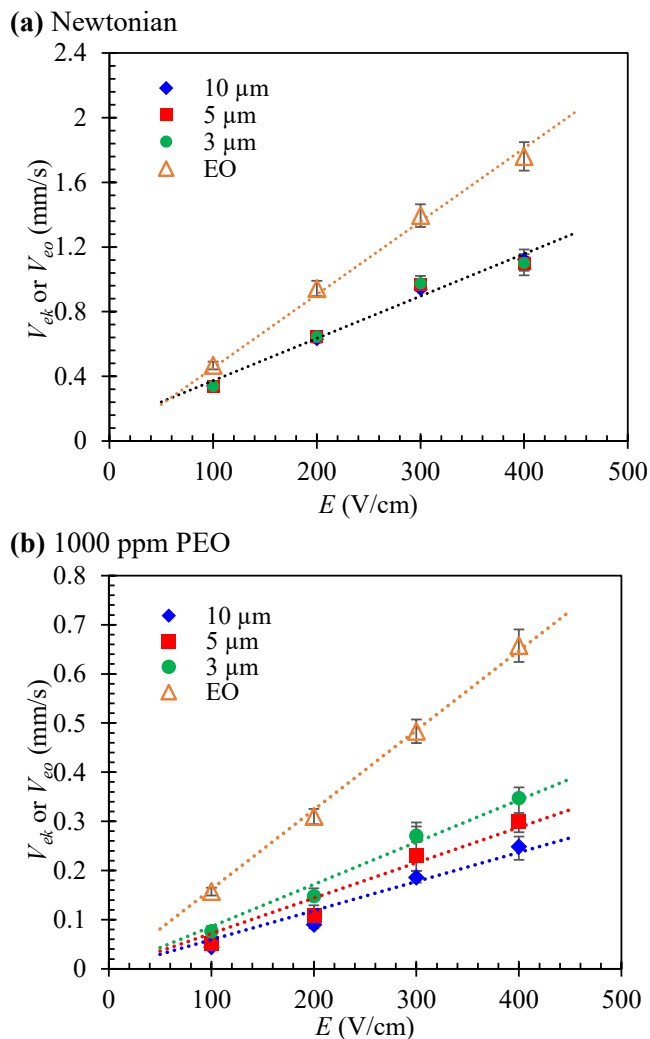 (a) Newtonian
2.4
2
1.6
1.2
0.8
0.4
0
10 µm
5 µm
3 µm
EO
V_ek or V_eo (mm/s)
0 100 200 300 400 500
E (V/cm)
(b) 1000 ppm PEO
0.8
0.7
0.6
0.5
0.4
0.3
0.2
0.1
0
10 µm
5 µm
3 µm
EO
V_ek or V_eo (mm/s)
0 100 200 300 400 500
E (V/cm)